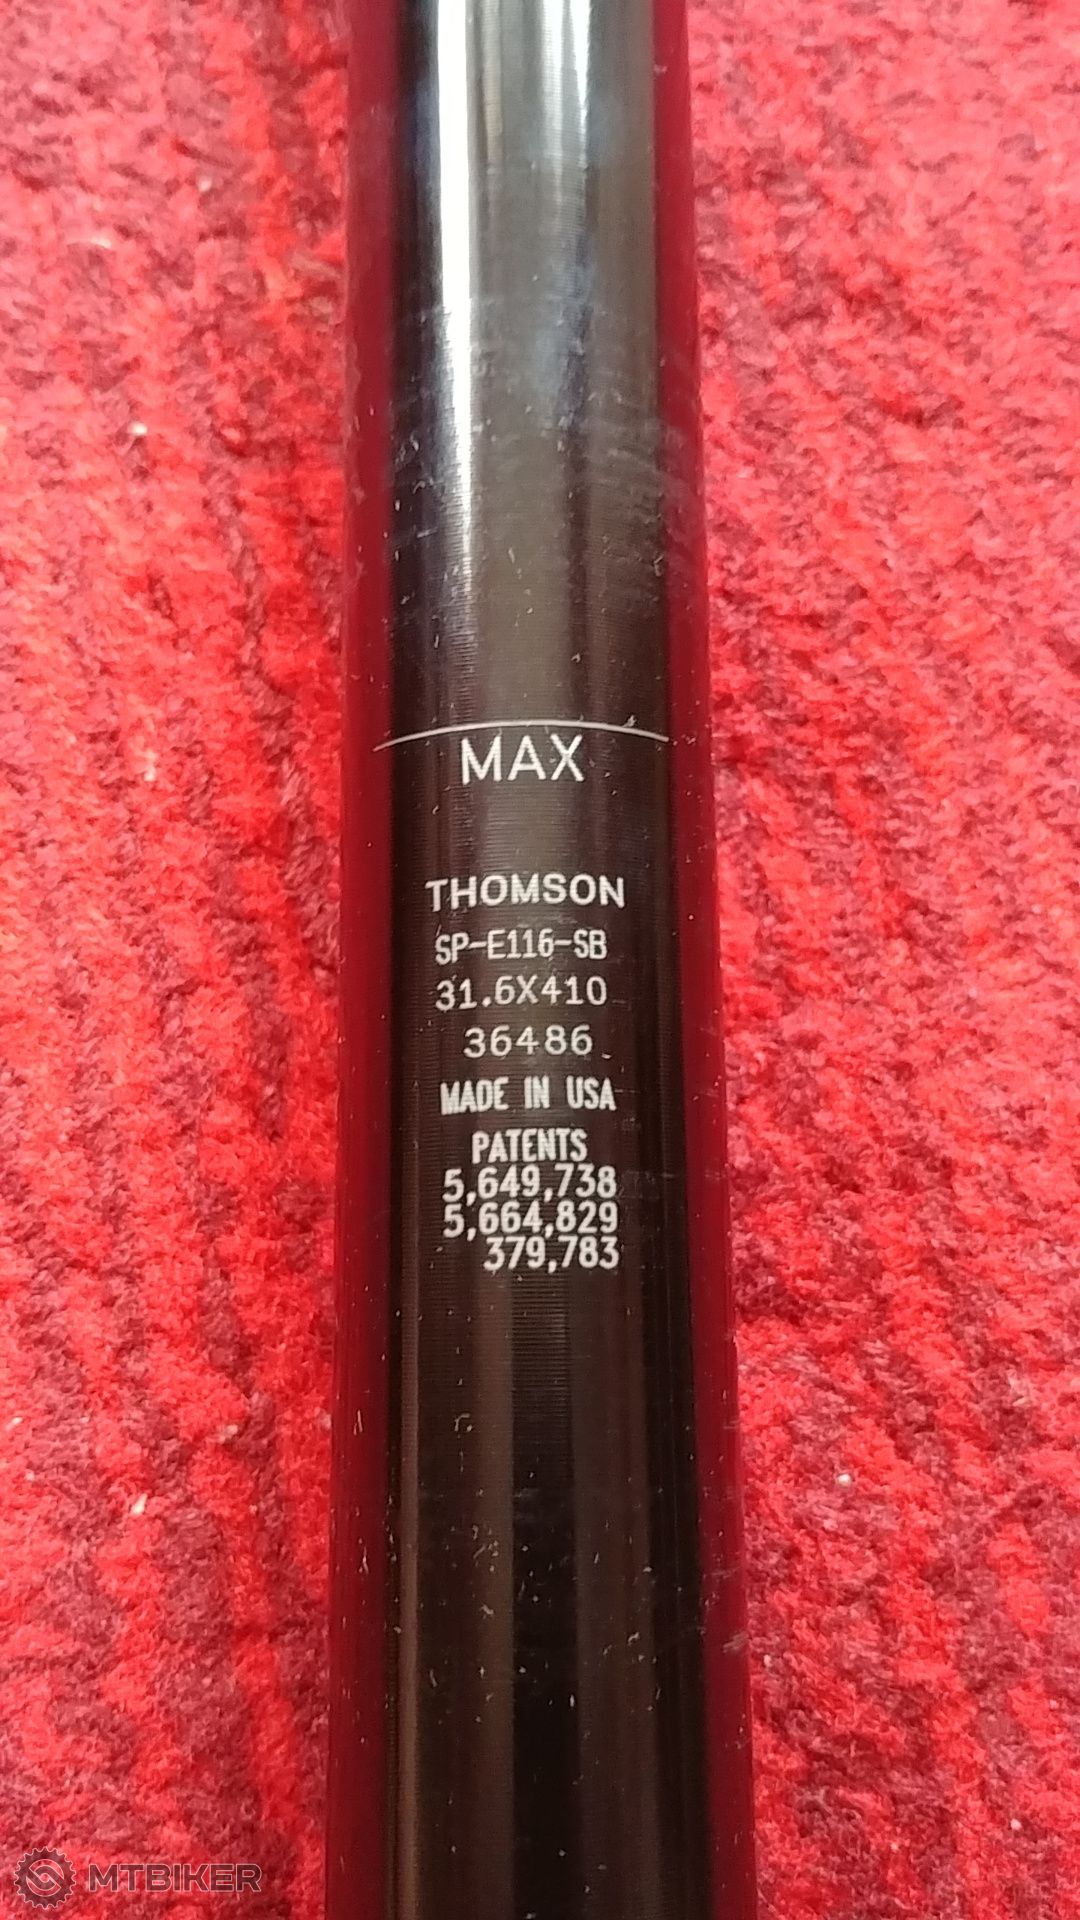 MAX
THOMSON
SP-E116-SB
31.6X410
36486
MADE IN USA
PATENTS
5,649,738
5,664,829
379,783
MTBIKER